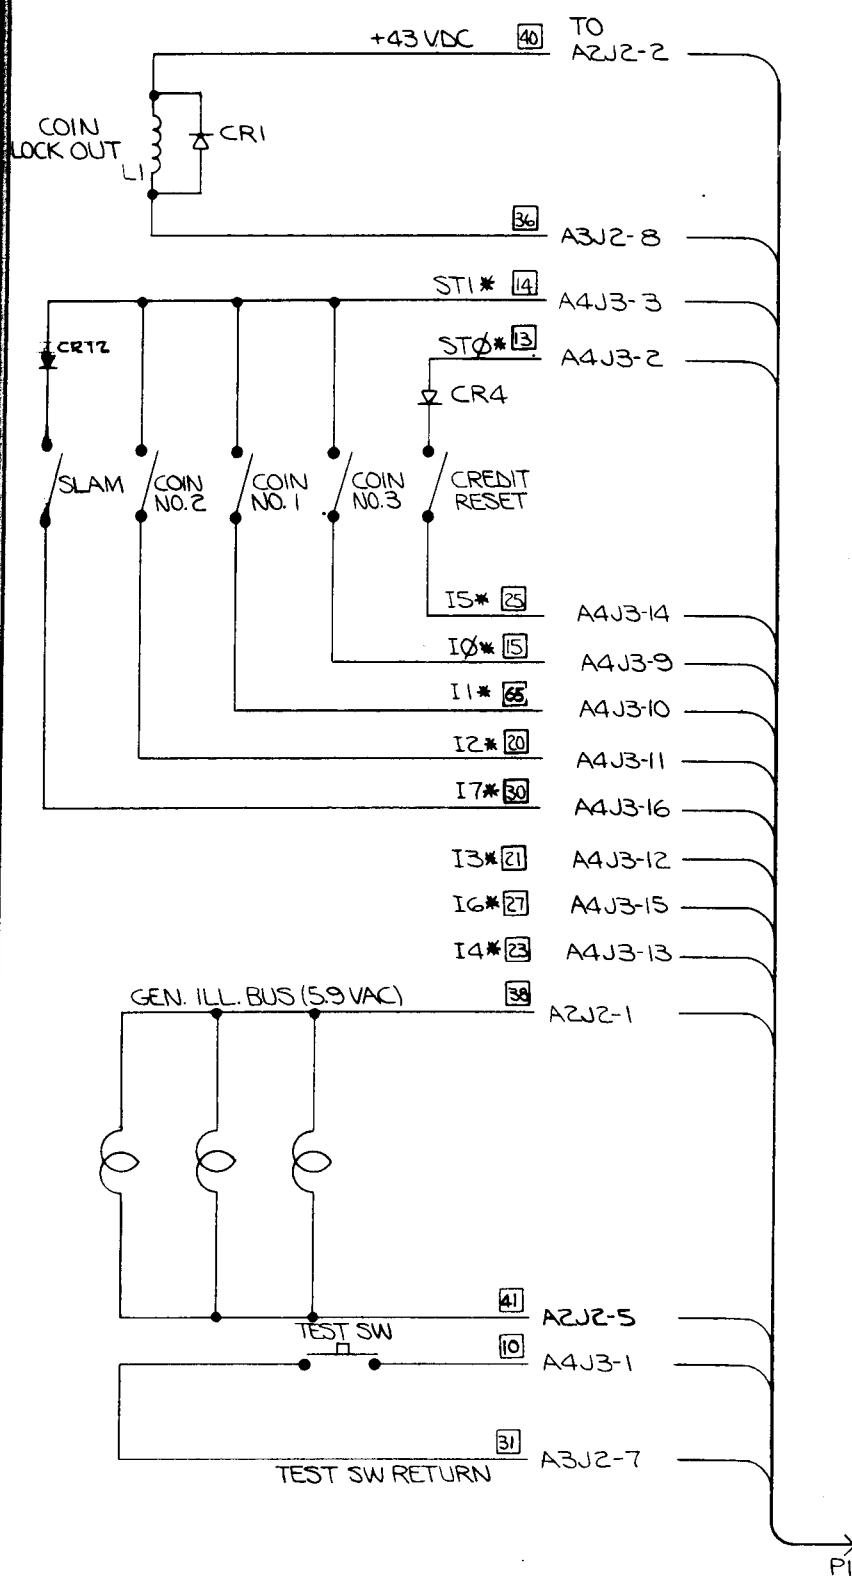 TO
+43 VDC 40 A2J2-2
COIN
LOCK OUT
L1
CR1
36 A3J2-8
ST1* 14 A4J3-3
STØ* 13 A4J3-2
CRT2
CR4
SLAM
COIN
NO.2
COIN
NO.1
COIN
NO.3
CREDIT
RESET
I5* 25 A4J3-14
IØ* 15 A4J3-9
I1* A4J3-10
I2* 20 A4J3-11
I7* 30 A4J3-16
I3* 21 A4J3-12
I6* 27 A4J3-15
I4* 23 A4J3-13
GEN. ILL. BUS (5.9 VAC) 38 A2J2-1
41 A2J2-5
TEST SW
10 A4J3-1
31 A3J2-7
TEST SW RETURN
P1